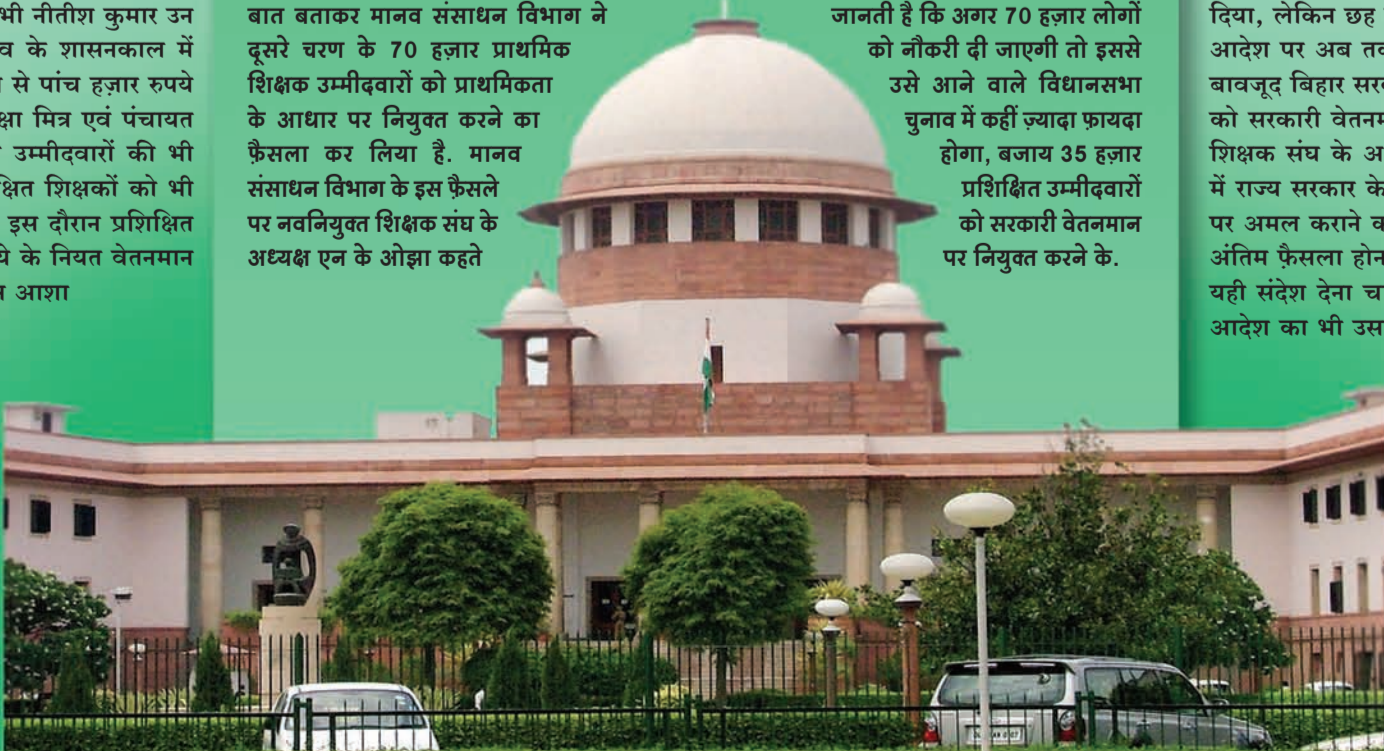 भी नीतीश कुमार उन
व के शासनकाल में
से पांच हज़ार रुपये
क्षा मित्र एवं पंचायत
उम्मीदवारों की भी
क्षित शिक्षकों को भी
इस दौरान प्रशिक्षित
ये के नियत वेतनमान
आशा
बात बताकर मानव संसाधन विभाग ने
दूसरे चरण के 70 हज़ार प्राथमिक
शिक्षक उम्मीदवारों को प्राथमिकता
के आधार पर नियुक्त करने का
फ़ैसला कर लिया है. मानव
संसाधन विभाग के इस फ़ैसले
पर नवनियुक्त शिक्षक संघ के
अध्यक्ष एन के ओझा कहते
जानती है कि अगर 70 हज़ार लोगों
को नौकरी दी जाएगी तो इससे
उसे आने वाले विधानसभा
चुनाव में कहीं ज़्यादा फ़ायदा
होगा, बजाय 35 हज़ार
प्रशिक्षित उम्मीदवारों
को सरकारी वेतनमान
पर नियुक्त करने के.
दिया, लेकिन छह
आदेश पर अब तक
बावजूद बिहार सर
को सरकारी वेतनम
शिक्षक संघ के अ
में राज्य सरकार के
पर अमल कराने क
अंतिम फ़ैसला होन
यही संदेश देना च
आदेश का भी उस